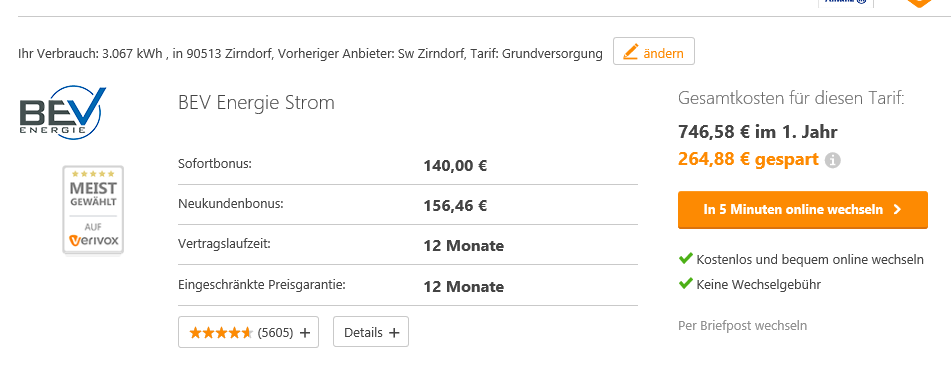 Ihr Verbrauch: 3.067 kWh , in 90513 Zirndorf, Vorheriger Anbieter: Sw Zirndorf, Tarif: Grundversorgung ändern
BEV
ENERGIE
MEIST
GEWÄHLT
AUF
Verivox
BEV Energie Strom
Sofortbonus: 140,00 €
Neukundenbonus: 156,46 €
Vertragslaufzeit: 12 Monate
Eingeschränkte Preisgarantie: 12 Monate
(5605) + Details +
Gesamtkosten für diesen Tarif:
746,58 € im 1. Jahr
264,88 € gespart i
In 5 Minuten online wechseln
Kostenlos und bequem online wechseln
Keine Wechselgebühr
Per Briefpost wechseln